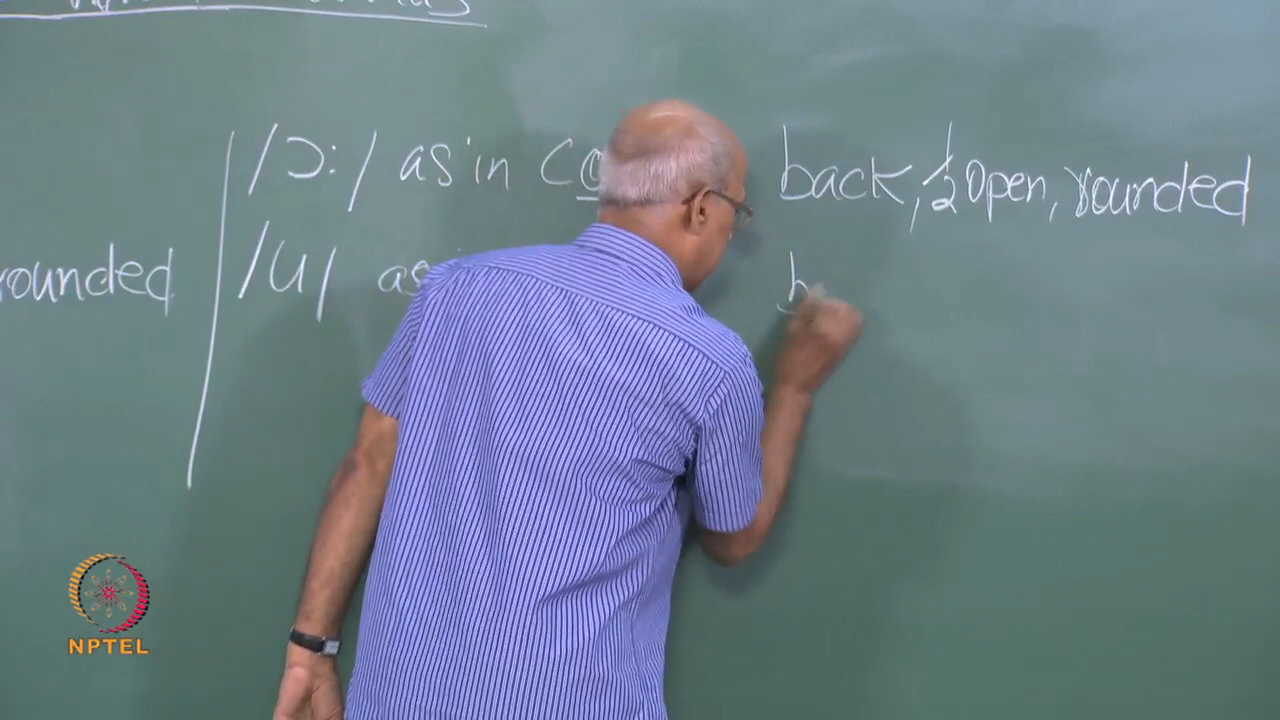 /ɔ:/ as in back, ½ open, rounded
rounded /u/ as b
NPTEL